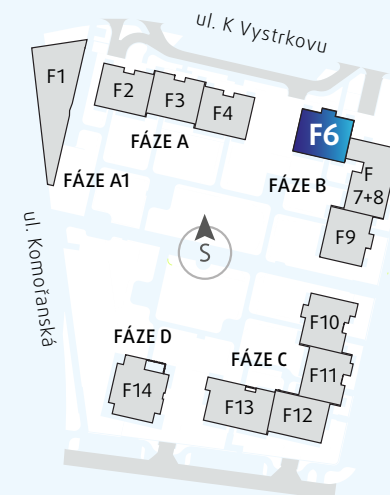 ul. K Vystrkovu
F1
F2
F3
F4
F6
FÁZE A
F
7+8
FÁZE A1
FÁZE B
ul. Komořanská
F9
S
F10
FÁZE D
FÁZE C
F11
F14
F13
F12